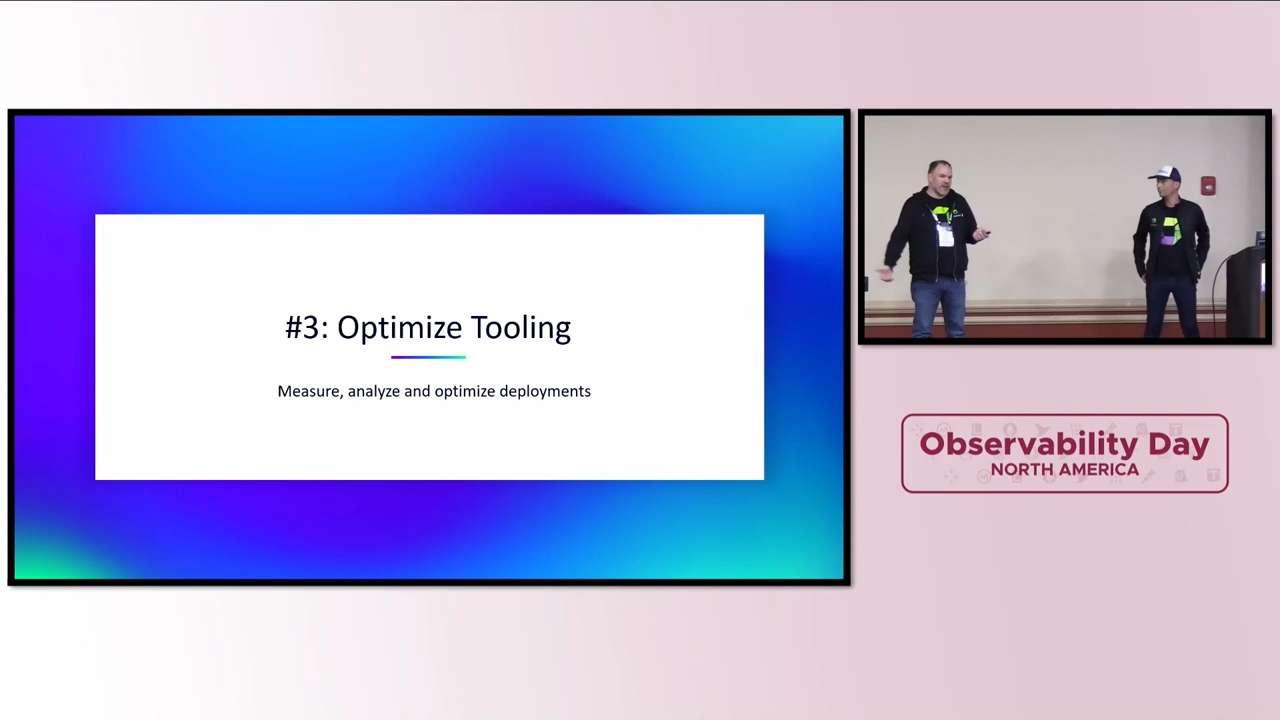 #3: Optimize Tooling
Measure, analyze and optimize deployments
Observability Day
NORTH AMERICA